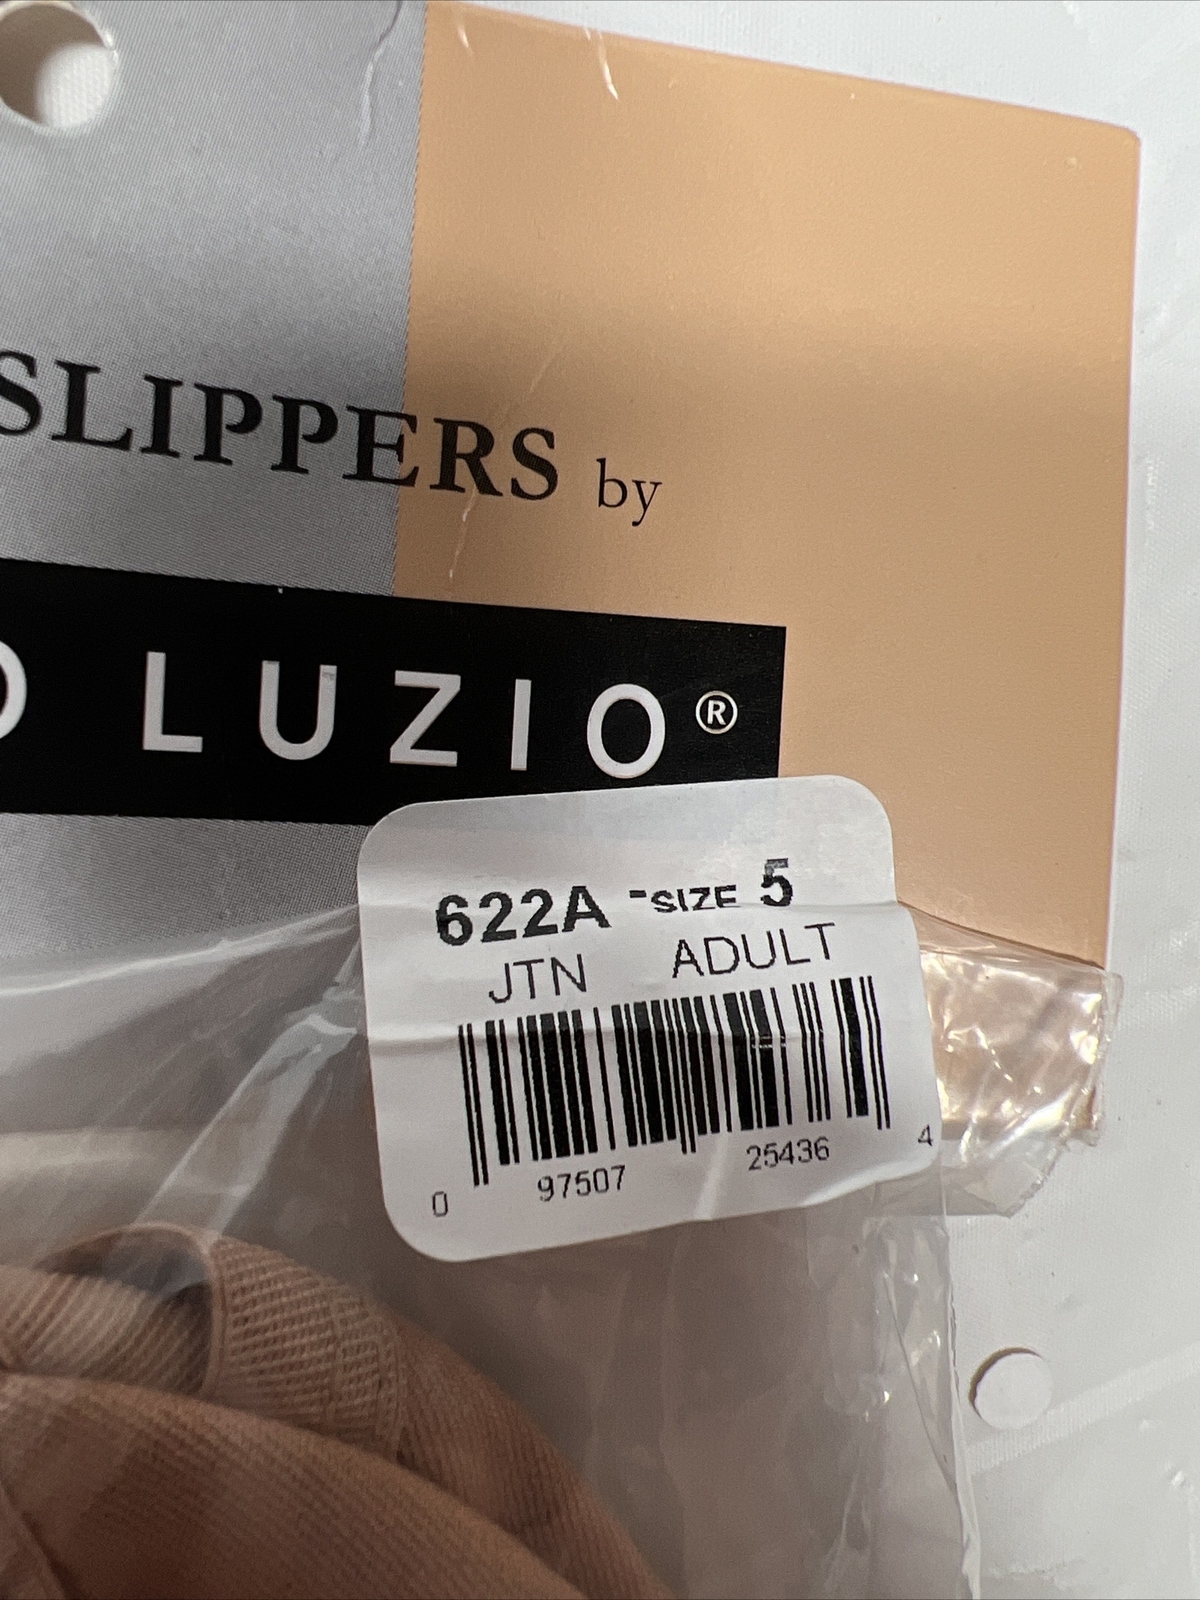 SLIPPERS by
O LUZIO®
622A -SIZE 5
JTN ADULT
0 97507 25436 4